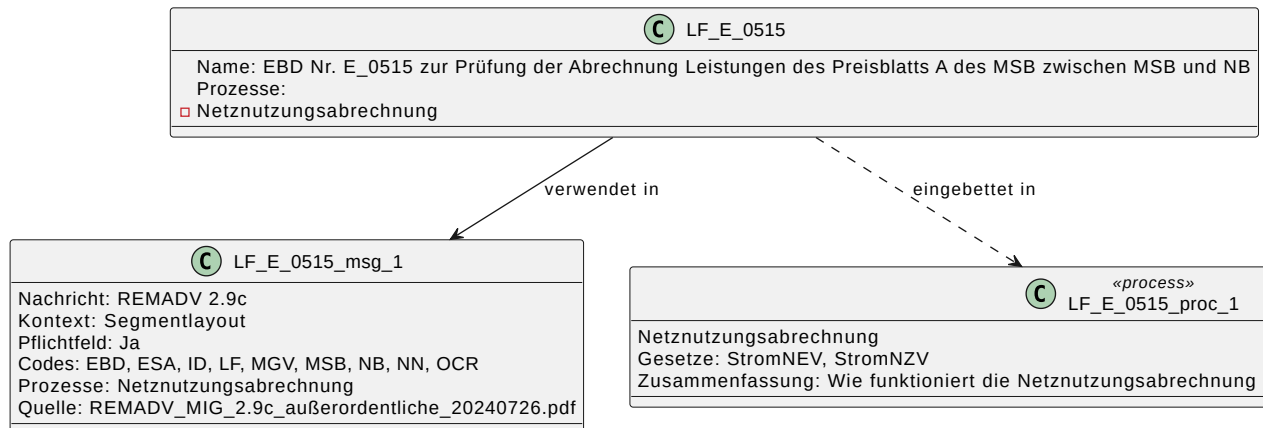 C LF_E_0515
Name: EBD Nr. E_0515 zur Prüfung der Abrechnung Leistungen des Preisblatts A des MSB zwischen MSB und NB
Prozesse:
Netznutzungsabrechnung
verwendet in
eingebettet in
C LF_E_0515_msg_1
Nachricht: REMADV 2.9c
Kontext: Segmentlayout
Pflichtfeld: Ja
Codes: EBD, ESA, ID, LF, MGV, MSB, NB, NN, OCR
Prozesse: Netznutzungsabrechnung
Quelle: REMADV_MIG_2.9c_außerordentliche_20240726.pdf
«process»
C LF_E_0515_proc_1
Netznutzungsabrechnung
Gesetze: StromNEV, StromNZV
Zusammenfassung: Wie funktioniert die Netznutzungsabrechnung